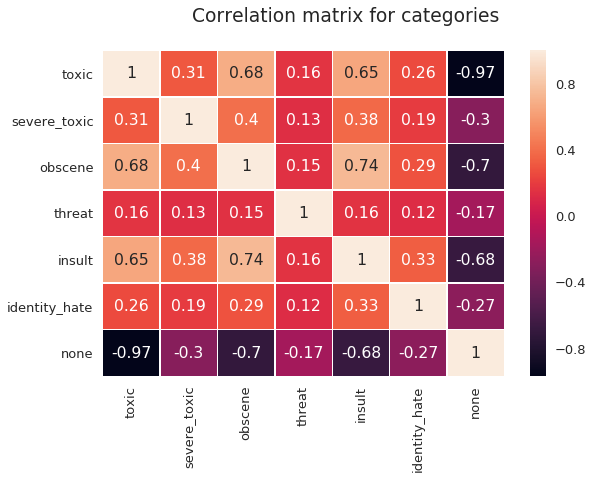 Correlation matrix for categories
toxic 1 0.31 0.68 0.16 0.65 0.26 -0.97
severe_toxic 0.31 1 0.4 0.13 0.38 0.19 -0.3
obscene 0.68 0.4 1 0.15 0.74 0.29 -0.7
threat 0.16 0.13 0.15 1 0.16 0.12 -0.17
insult 0.65 0.38 0.74 0.16 1 0.33 -0.68
identity_hate 0.26 0.19 0.29 0.12 0.33 1 -0.27
none -0.97 -0.3 -0.7 -0.17 -0.68 -0.27 1
toxic
severe_toxic
obscene
threat
insult
identity_hate
none
0.8
0.4
0.0
−0.4
−0.8